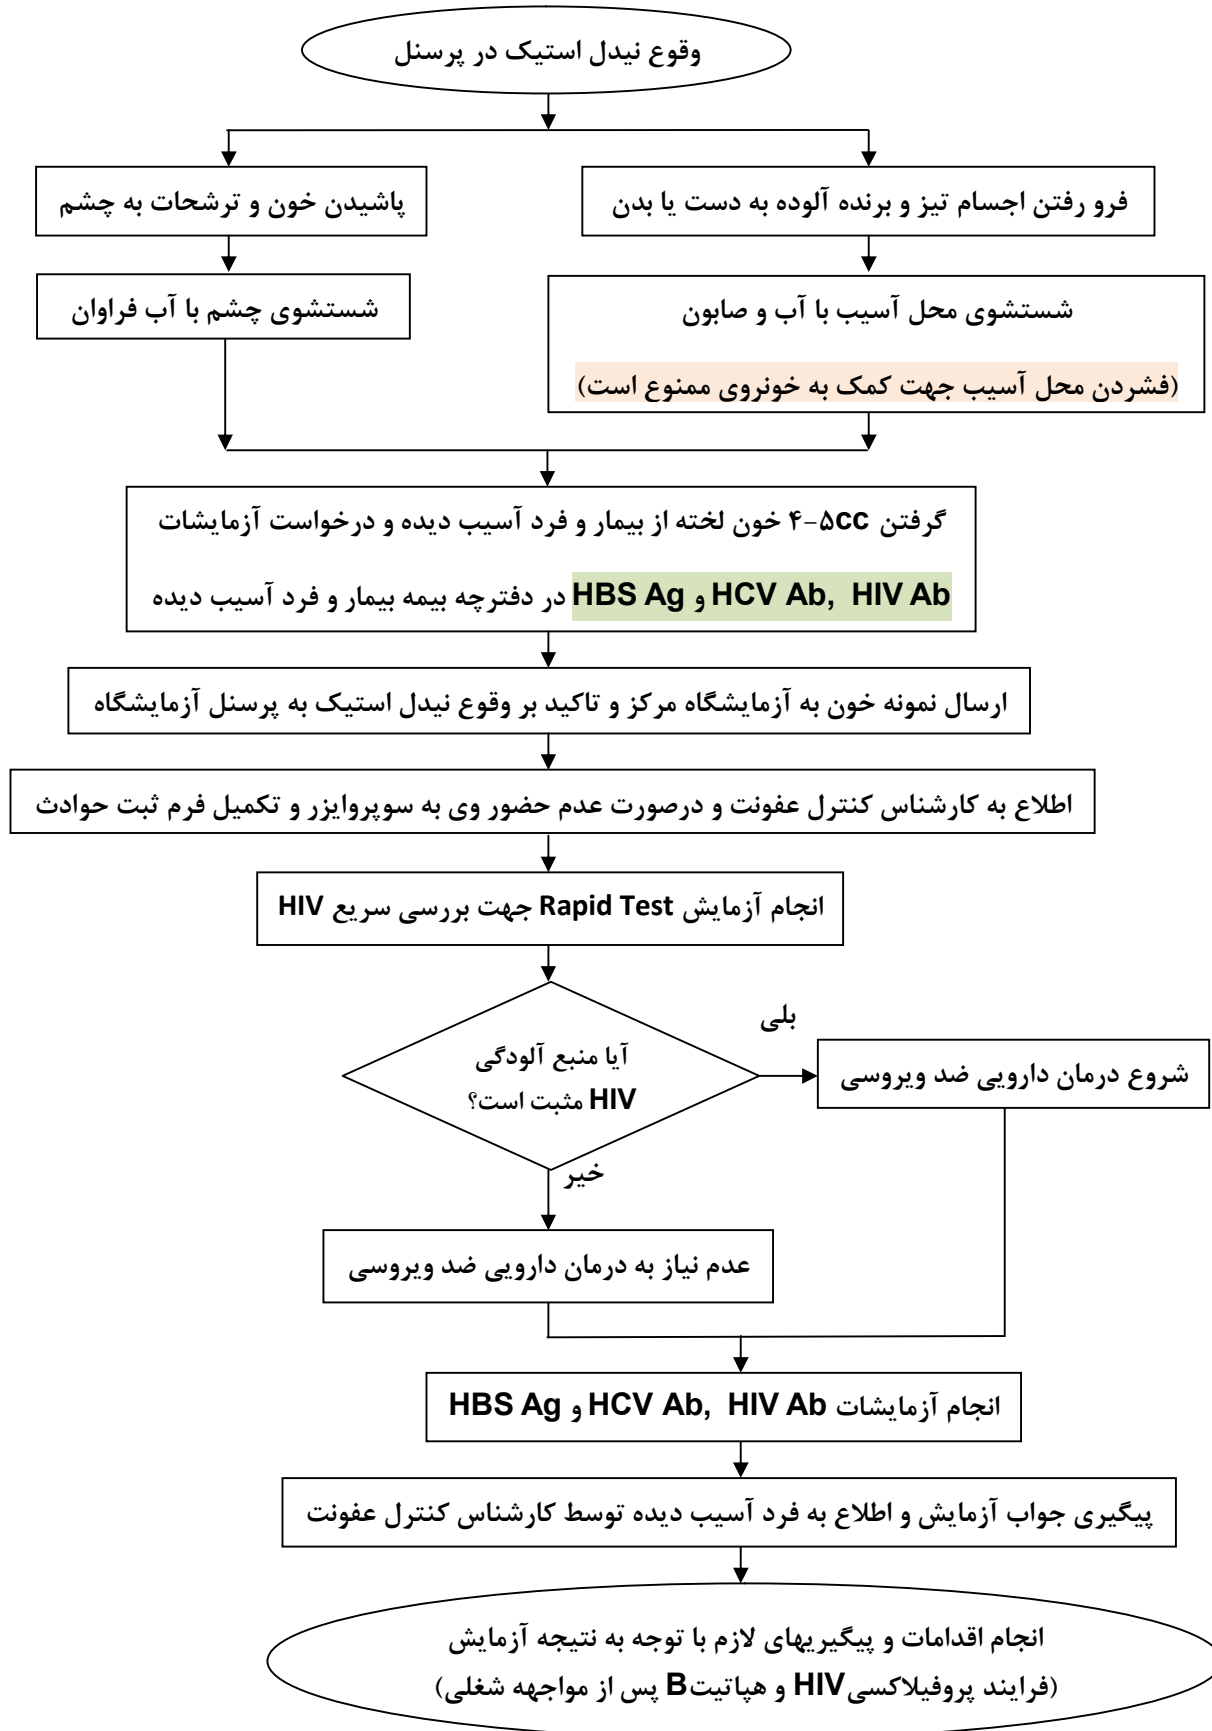 وقوع نیدل استیک در پرسنل
فرو رفتن اجسام تیز و برنده آلوده به دست یا بدن
پاشیدن خون و ترشحات به چشم
شستشوی محل آسیب با آب و صابون
(فشردن محل آسیب جهت کمک به خونروی ممنوع است)
شستشوی چشم با آب فراوان
گرفتن ۴-۵cc خون لخته از بیمار و فرد آسیب دیده و درخواست آزمایشات
HCV Ab, HIV Ab و HBS Ag در دفترچه بیمه بیمار و فرد آسیب دیده
ارسال نمونه خون به آزمایشگاه مرکز و تاکید بر وقوع نیدل استیک به پرسنل آزمایشگاه
اطلاع به کارشناس کنترل عفونت و درصورت عدم حضور وی به سوپروایزر و تکمیل فرم ثبت حوادث
انجام آزمایش Rapid Test جهت بررسی سریع HIV
آیا منبع آلودگی
HIV مثبت است؟
بلی
شروع درمان دارویی ضد ویروسی
خیر
عدم نیاز به درمان دارویی ضد ویروسی
انجام آزمایشات HCV Ab, HIV Ab و HBS Ag
پیگیری جواب آزمایش و اطلاع به فرد آسیب دیده توسط کارشناس کنترل عفونت
انجام اقدامات و پیگیریهای لازم با توجه به نتیجه آزمایش
(فرایند پروفیلاکسیHIV و هپاتیتB پس از مواجهه شغلی)